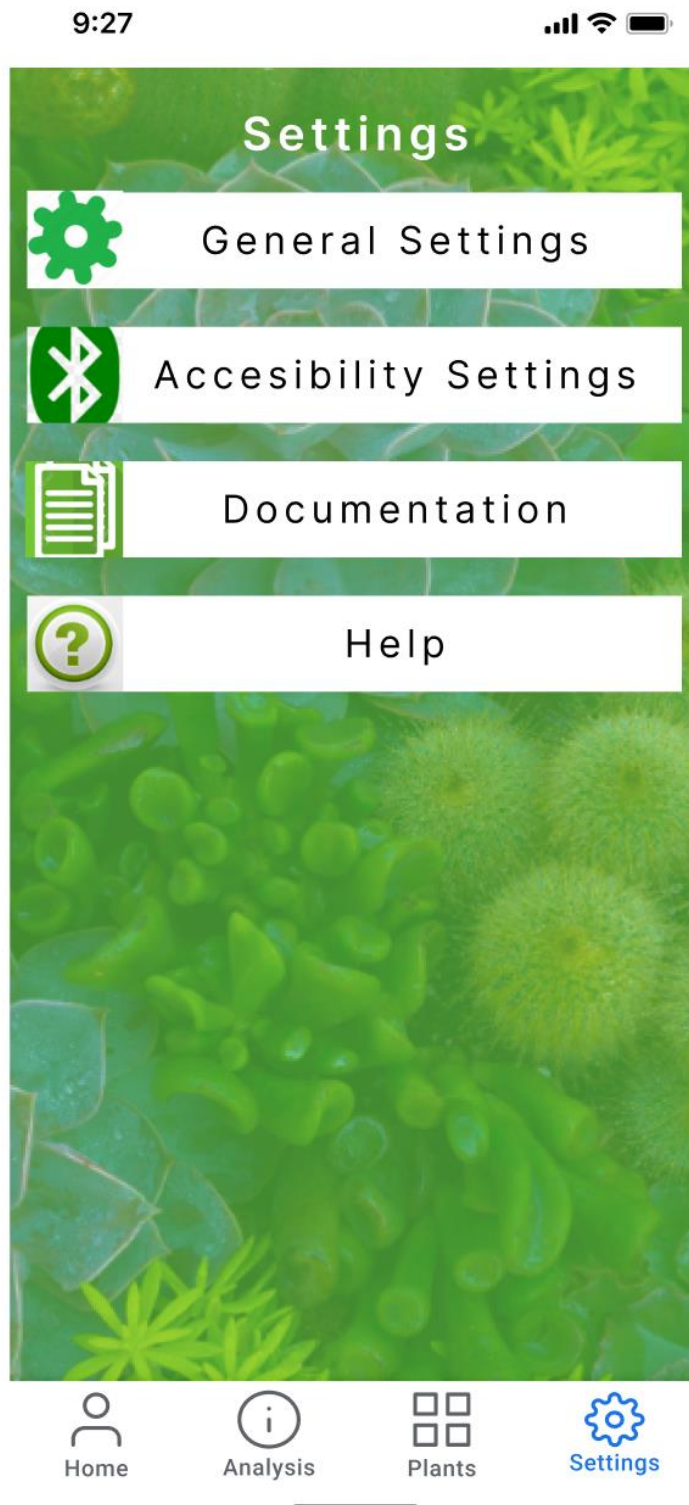 9:27
Settings
General Settings
Accesibility Settings
Documentation
?
Help
i
Home
Analysis
Plants
Settings